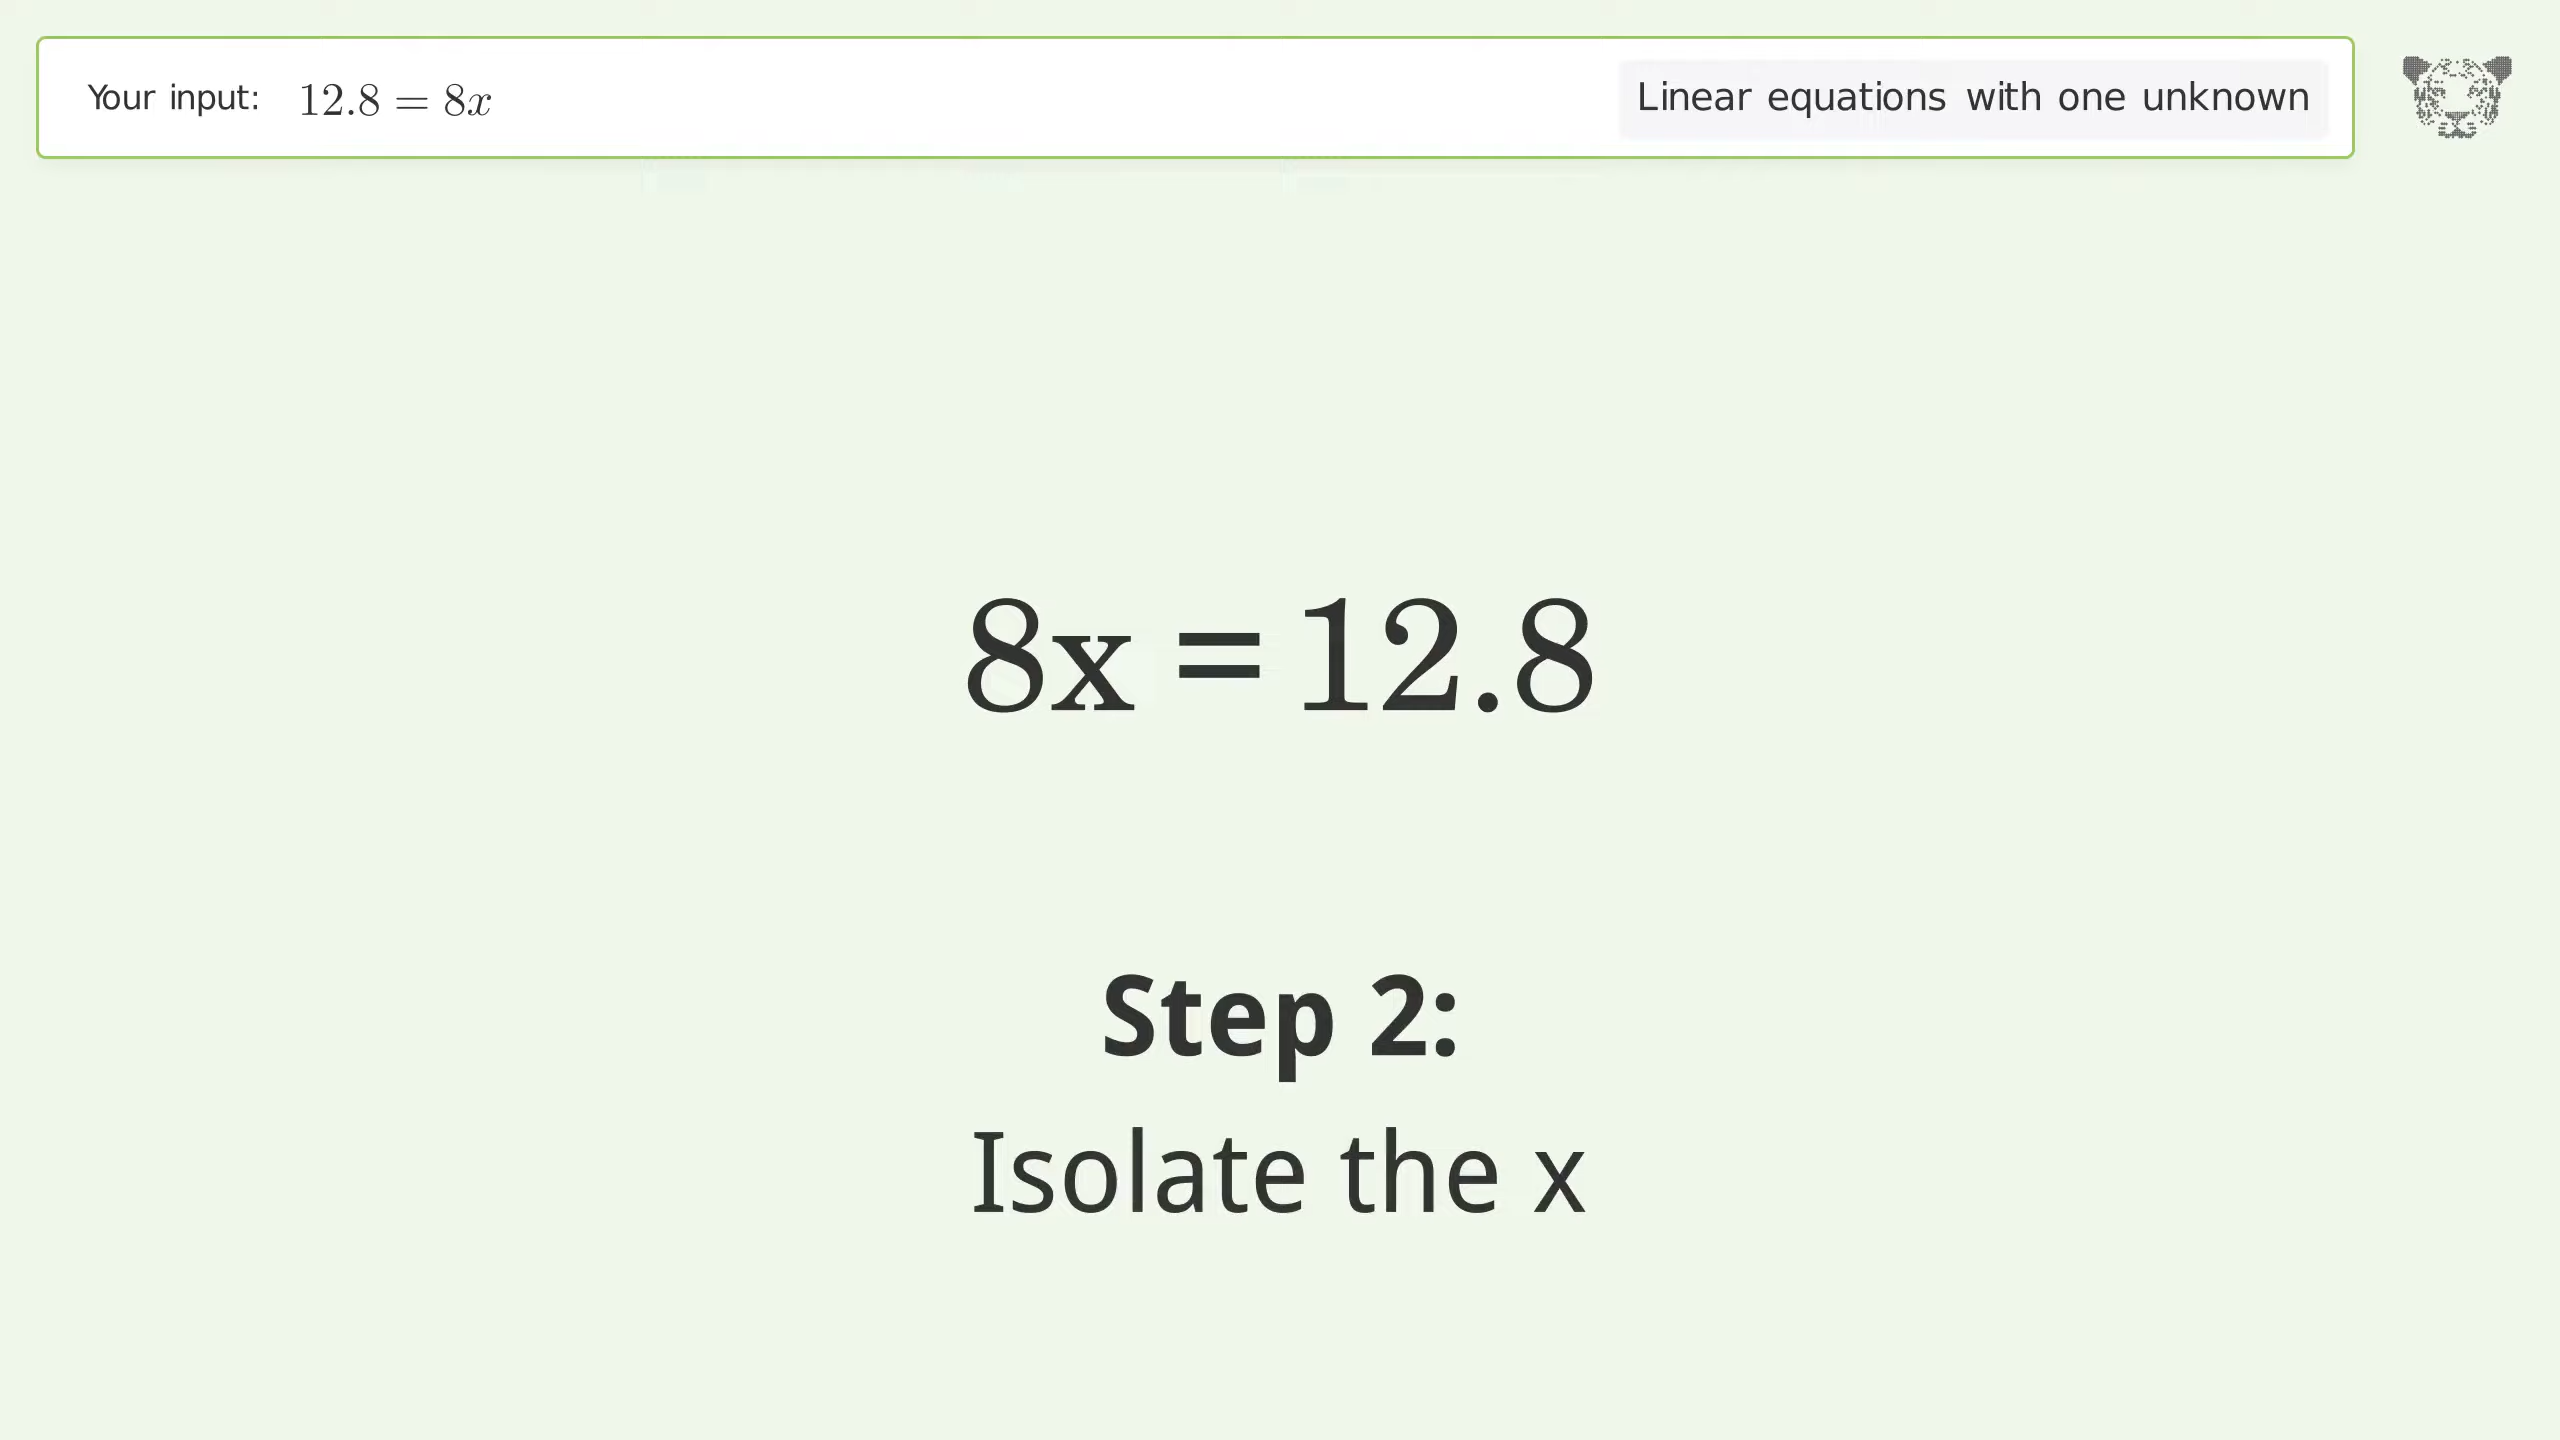 Your input: 12.8 = 8x
Linear equations with one unknown
8x = 12.8
Step 2:
Isolate the x